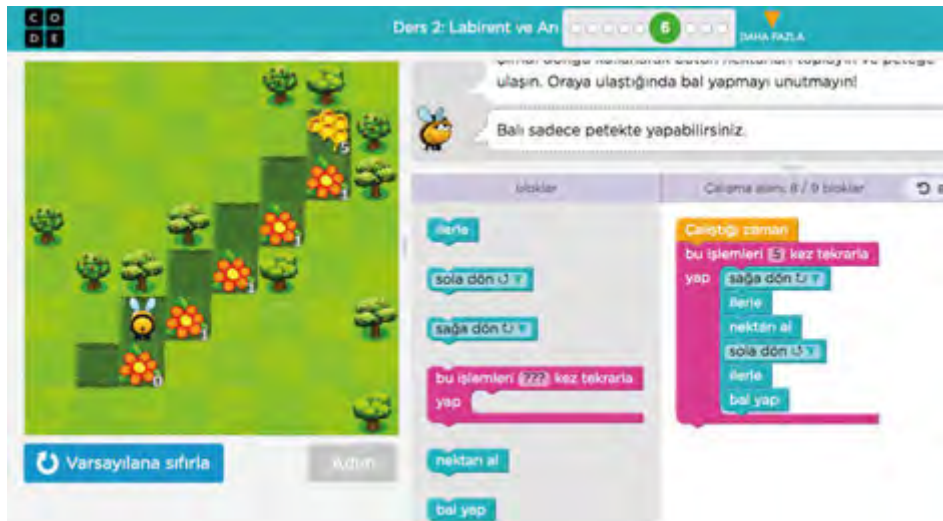 C O
D E
Ders 2: Labirent ve Arı
6
DAHA FAZLA
ulaşın. Oraya ulaştığında bal yapmayı unutmayın!
Balı sadece petekte yapabilirsiniz.
bloklar
Çalışma alanı: 8 / 9 bloklar
ilerle
sola dön
sağa dön
bu işlemleri ??? kez tekrarla
yap
nektarı al
bal yap
Çalıştığı zaman
bu işlemleri 5 kez tekrarla
yap sağa dön
ilerle
nektarı al
sola dön
ilerle
bal yap
5
1
1
1
1
0
Varsayılana sıfırla
Adım